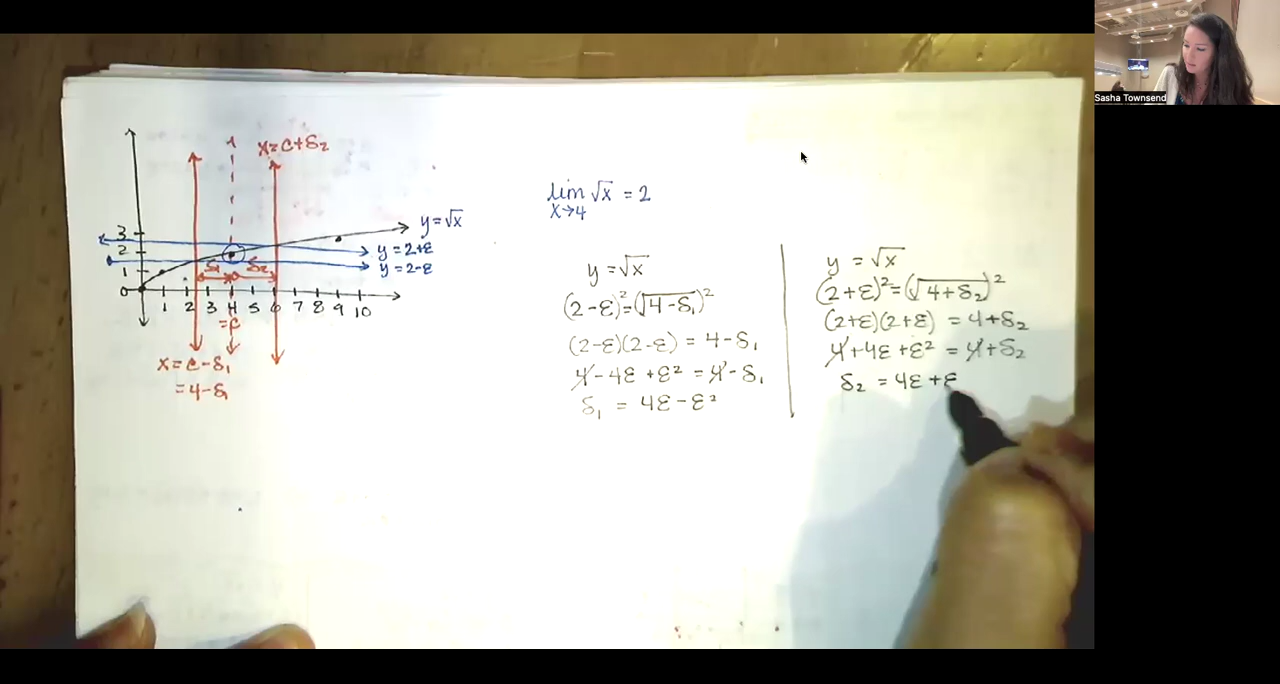 Sasha Townsend
x = c + δ₂
y = √x
3
2
1
0
y = 2+ε
y = 2-ε
δ₁ δ₂
1 2 3 4 5 6 7 8 9 10
= c
x = c - δ₁
= 4 - δ₁
lim √x = 2
x→4
y = √x
(2-ε)² = (√4-δ₁)²
(2-ε)(2-ε) = 4 - δ₁
4 - 4ε + ε² = 4 - δ₁
δ₁ = 4ε - ε²
y = √x
(2+ε)² = (√4+δ₂)²
(2+ε)(2+ε) = 4 + δ₂
4 + 4ε + ε² = 4 + δ₂
δ₂ = 4ε + ε